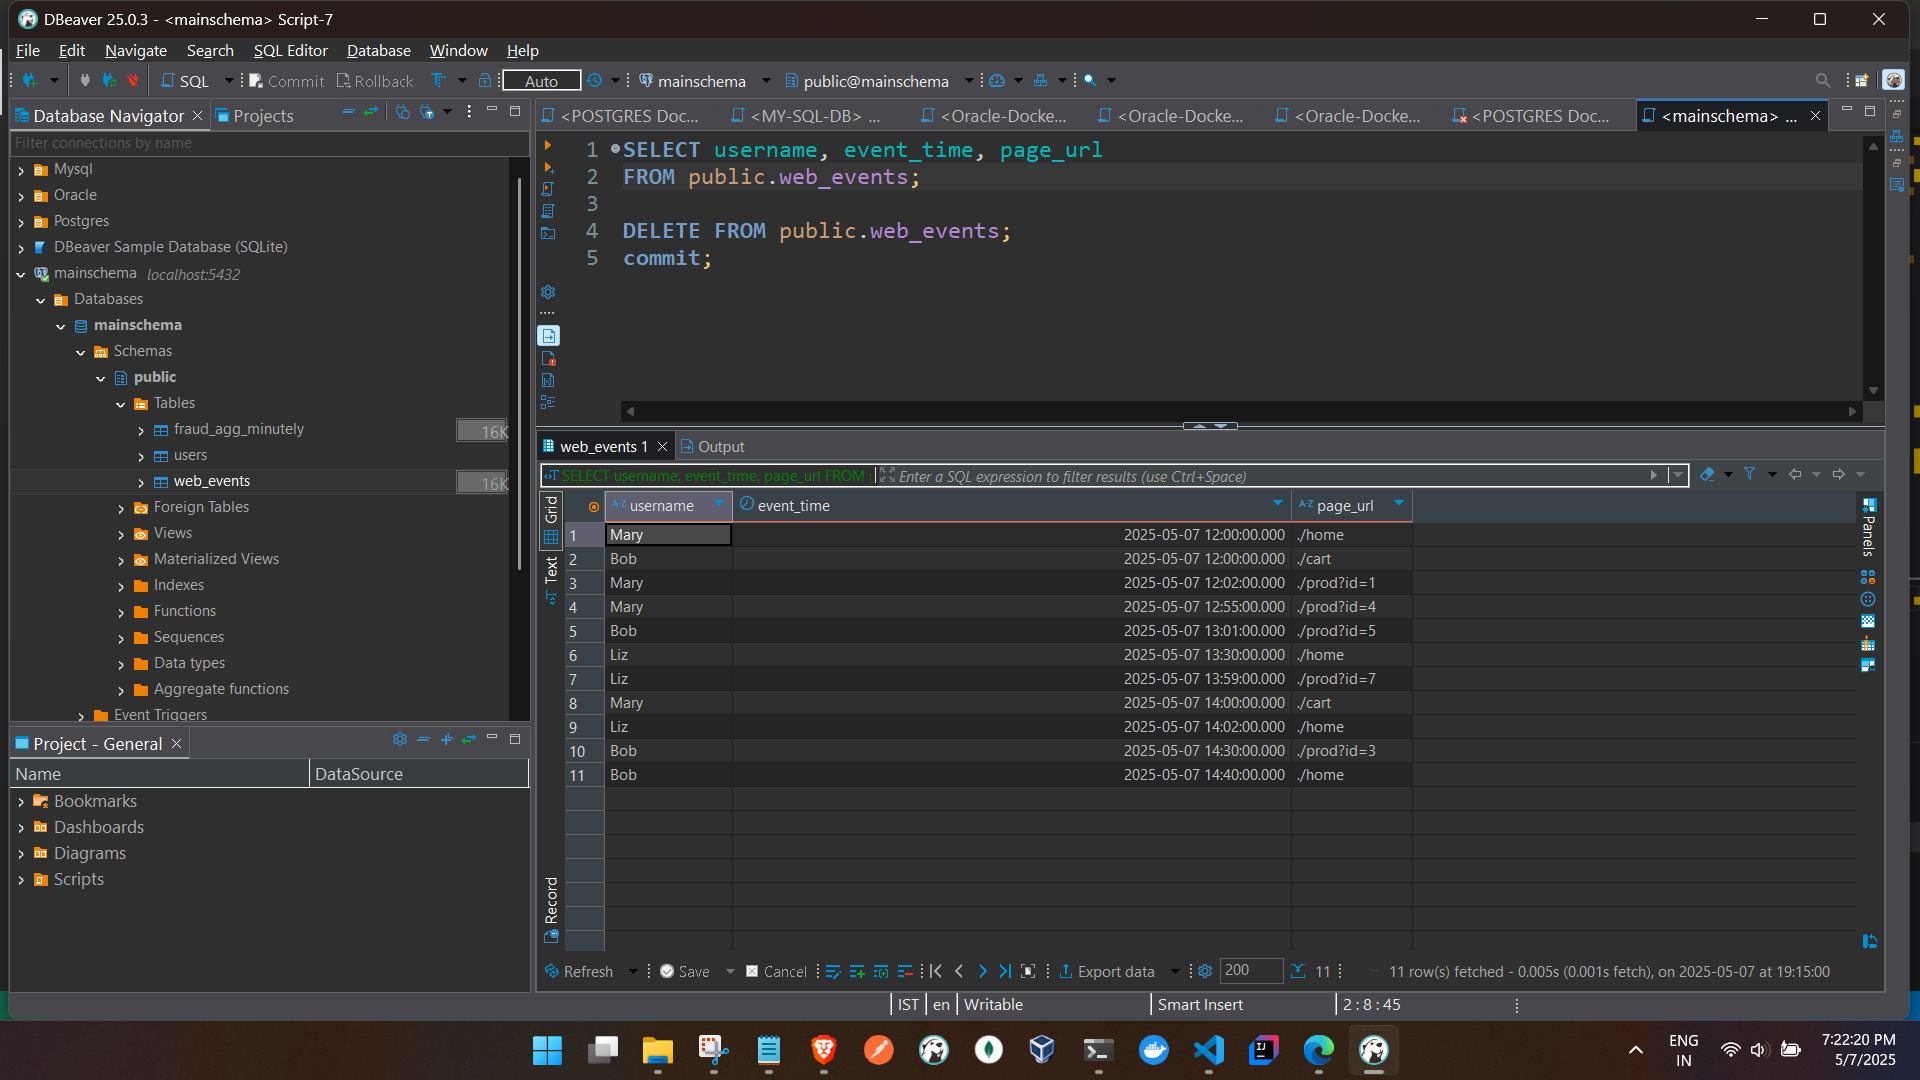 DBeaver 25.0.3 - <mainschema> Script-7
File Edit Navigate Search SQL Editor Database Window Help
SQL Commit Rollback Auto mainschema public@mainschema
Database Navigator Projects
Filter connections by name
Mysql
Oracle
Postgres
DBeaver Sample Database (SQLite)
mainschema localhost:5432
Databases
mainschema
Schemas
public
Tables
fraud_agg_minutely 16K
users
web_events 16K
Foreign Tables
Views
Materialized Views
Indexes
Functions
Sequences
Data types
Aggregate functions
Event Triggers
Project - General
Name DataSource
Bookmarks
Dashboards
Diagrams
Scripts
<POSTGRES Doc... <MY-SQL-DB> ... <Oracle-Docke... <Oracle-Docke... <Oracle-Docke... <POSTGRES Doc... <mainschema> ...
1 SELECT username, event_time, page_url
2 FROM public.web_events;
3
4 DELETE FROM public.web_events;
5 commit;
web_events 1 Output
SELECT username, event_time, page_url FROM Enter a SQL expression to filter results (use Ctrl+Space)
Grid
Text
Record
Panels
username event_time page_url
1 Mary 2025-05-07 12:00:00.000 ./home
2 Bob 2025-05-07 12:00:00.000 ./cart
3 Mary 2025-05-07 12:02:00.000 ./prod?id=1
4 Mary 2025-05-07 12:55:00.000 ./prod?id=4
5 Bob 2025-05-07 13:01:00.000 ./prod?id=5
6 Liz 2025-05-07 13:30:00.000 ./home
7 Liz 2025-05-07 13:59:00.000 ./prod?id=7
8 Mary 2025-05-07 14:00:00.000 ./cart
9 Liz 2025-05-07 14:02:00.000 ./home
10 Bob 2025-05-07 14:30:00.000 ./prod?id=3
11 Bob 2025-05-07 14:40:00.000 ./home
Refresh Save Cancel Export data 200 11 11 row(s) fetched - 0.005s (0.001s fetch), on 2025-05-07 at 19:15:00
IST en Writable Smart Insert 2 : 8 : 45
ENG
IN
7:22:20 PM
5/7/2025